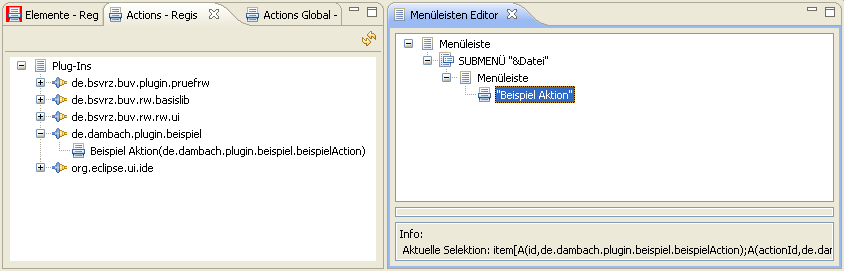 Elemente - Reg
Actions - Regis
Actions Global -
Plug-Ins
de.bsvrz.buv.plugin.pruefrw
de.bsvrz.buv.rw.basislib
de.bsvrz.buv.rw.rw.ui
de.dambach.plugin.beispiel
Beispiel Aktion(de.dambach.plugin.beispiel.beispielAction)
org.eclipse.ui.ide
Menüleisten Editor
Menüleiste
SUBMENÜ "&Datei"
Menüleiste
"Beispiel Aktion"
Info:
Aktuelle Selektion: item[A(id,de.dambach.plugin.beispiel.beispielAction);A(actionId,de.dam